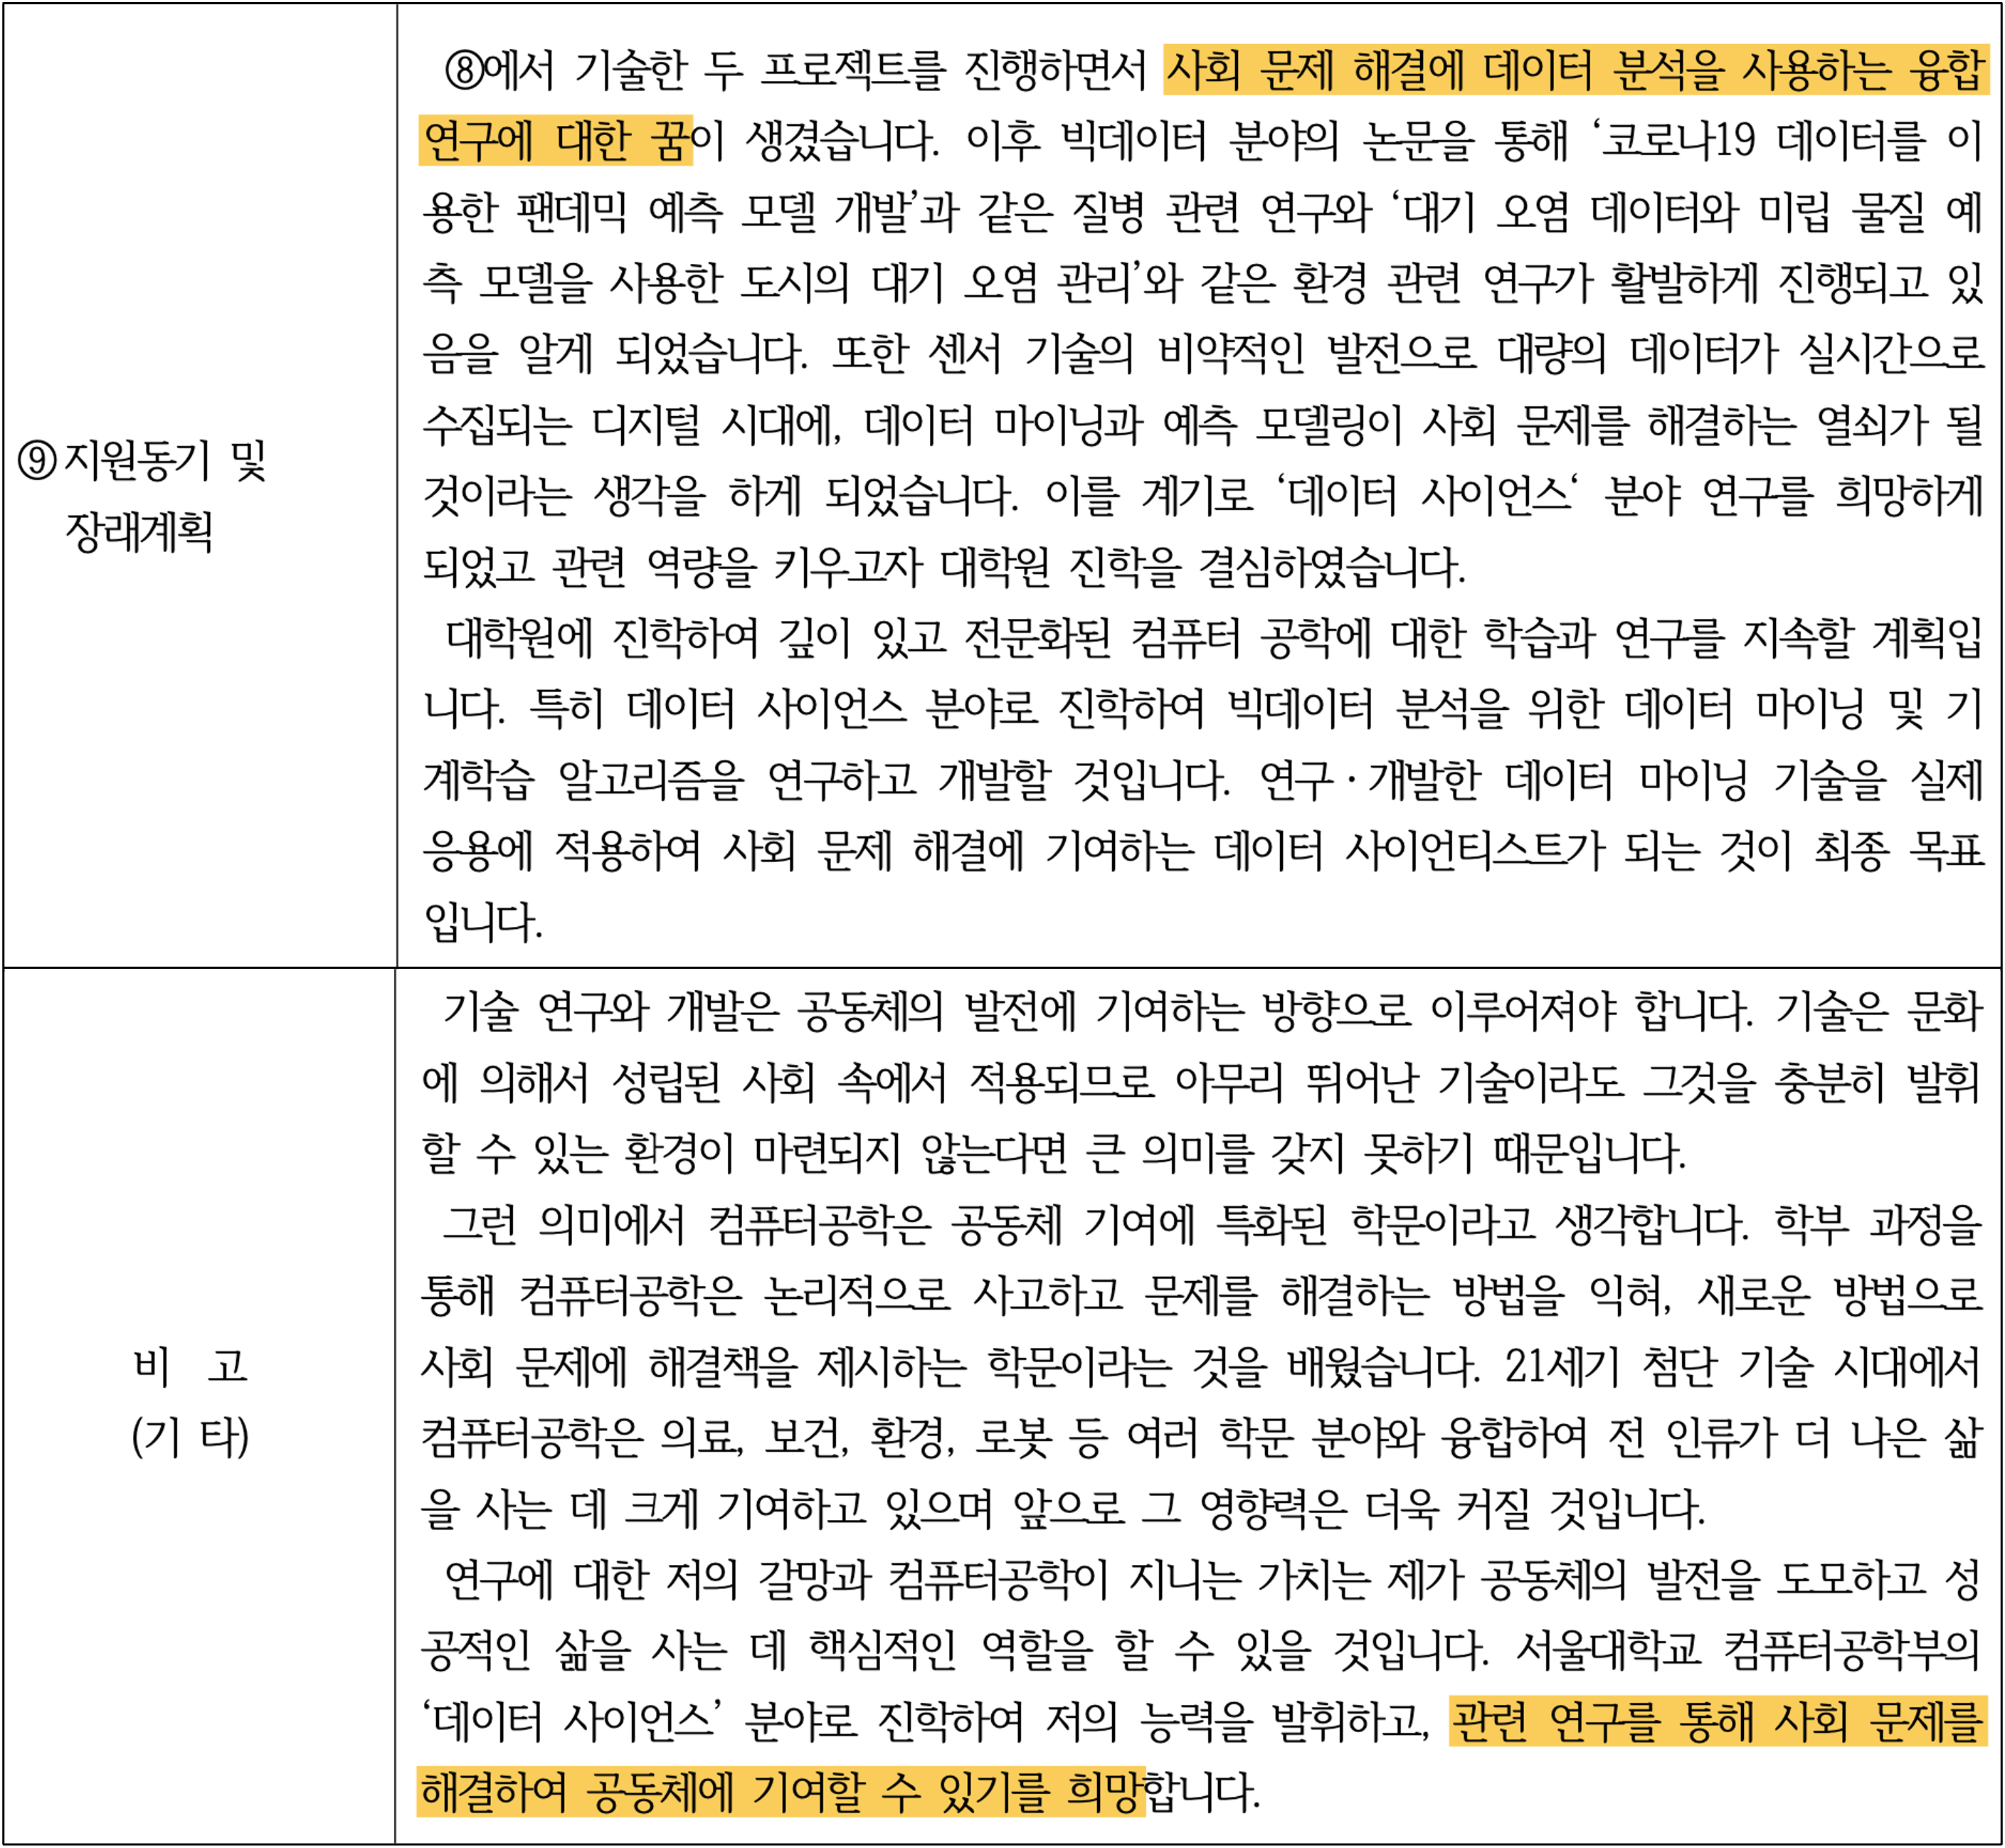 ⑧에서 기술한 두 프로젝트를 진행하면서 사회 문제 해결에 데이터 분석을 사용하는 융합
연구에 대한 꿈이 생겼습니다. 이후 빅데이터 분야의 논문을 통해 ‘코로나19 데이터를 이
용한 팬데믹 예측 모델 개발’과 같은 질병 관련 연구와 ‘대기 오염 데이터와 미립 물질 예
측 모델을 사용한 도시의 대기 오염 관리’와 같은 환경 관련 연구가 활발하게 진행되고 있
음을 알게 되었습니다. 또한 센서 기술의 비약적인 발전으로 대량의 데이터가 실시간으로
수집되는 디지털 시대에, 데이터 마이닝과 예측 모델링이 사회 문제를 해결하는 열쇠가 될
⑨ 지원동기 및
장래계획
것이라는 생각을 하게 되었습니다. 이를 계기로 ‘데이터 사이언스‘ 분야 연구를 희망하게
되었고 관련 역량을 키우고자 대학원 진학을 결심하였습니다.
대학원에 진학하여 깊이 있고 전문화된 컴퓨터 공학에 대한 학습과 연구를 지속할 계획입
니다. 특히 데이터 사이언스 분야로 진학하여 빅데이터 분석을 위한 데이터 마이닝 및 기
계학습 알고리즘을 연구하고 개발할 것입니다. 연구·개발한 데이터 마이닝 기술을 실제
응용에 적용하여 사회 문제 해결에 기여하는 데이터 사이언티스트가 되는 것이 최종 목표
입니다.
기술 연구와 개발은 공동체의 발전에 기여하는 방향으로 이루어져야 합니다. 기술은 문화
에 의해서 성립된 사회 속에서 적용되므로 아무리 뛰어난 기술이라도 그것을 충분히 발휘
할 수 있는 환경이 마련되지 않는다면 큰 의미를 갖지 못하기 때문입니다.
그런 의미에서 컴퓨터공학은 공동체 기여에 특화된 학문이라고 생각합니다. 학부 과정을
통해 컴퓨터공학은 논리적으로 사고하고 문제를 해결하는 방법을 익혀, 새로운 방법으로
사회 문제에 해결책을 제시하는 학문이라는 것을 배웠습니다. 21세기 첨단 기술 시대에서
비 고
(기 타)
컴퓨터공학은 의료, 보건, 환경, 로봇 등 여러 학문 분야와 융합하여 전 인류가 더 나은 삶
을 사는 데 크게 기여하고 있으며 앞으로 그 영향력은 더욱 커질 것입니다.
연구에 대한 저의 갈망과 컴퓨터공학이 지니는 가치는 제가 공동체의 발전을 도모하고 성
공적인 삶을 사는 데 핵심적인 역할을 할 수 있을 것입니다. 서울대학교 컴퓨터공학부의
‘데이터 사이언스’ 분야로 진학하여 저의 능력을 발휘하고, 관련 연구를 통해 사회 문제를
해결하여 공동체에 기여할 수 있기를 희망합니다.